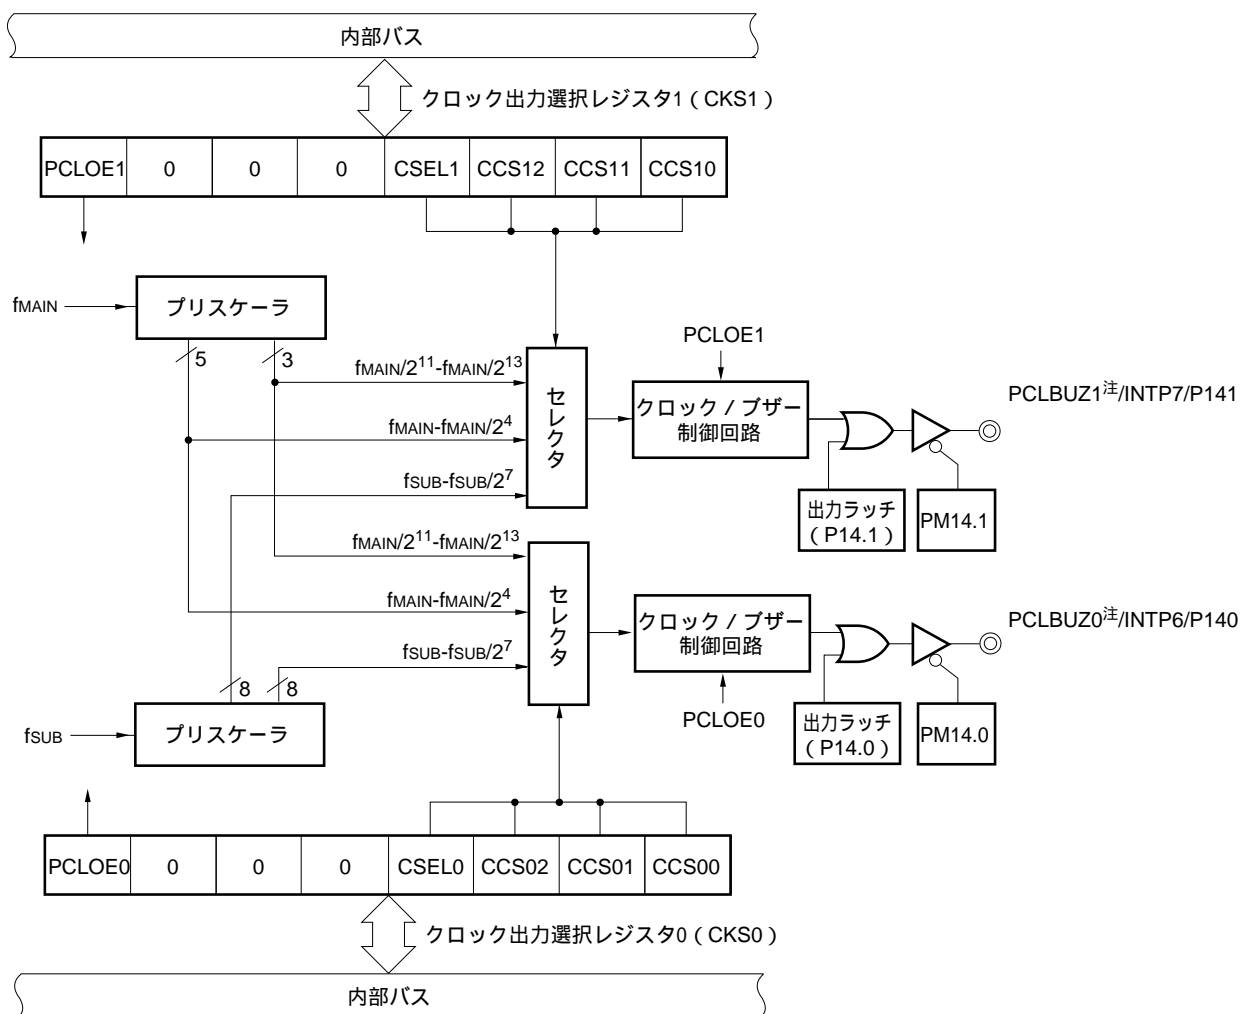 内部バス
クロック出力選択レジスタ1（CKS1）
PCLOE1 0 0 0 CSEL1 CCS12 CCS11 CCS10
fMAIN
プリスケーラ
5
3
PCLOE1
fMAIN/2^11-fMAIN/2^13
fMAIN-fMAIN/2^4
fSUB-fSUB/2^7
セレクタ
クロック／ブザー
制御回路
PCLBUZ1注/INTP7/P141
出力ラッチ
（P14.1）
PM14.1
fMAIN/2^11-fMAIN/2^13
fMAIN-fMAIN/2^4
fSUB-fSUB/2^7
セレクタ
クロック／ブザー
制御回路
PCLBUZ0注/INTP6/P140
8
8
PCLOE0
出力ラッチ
（P14.0）
PM14.0
fSUB
プリスケーラ
PCLOE0 0 0 0 CSEL0 CCS02 CCS01 CCS00
クロック出力選択レジスタ0（CKS0）
内部バス